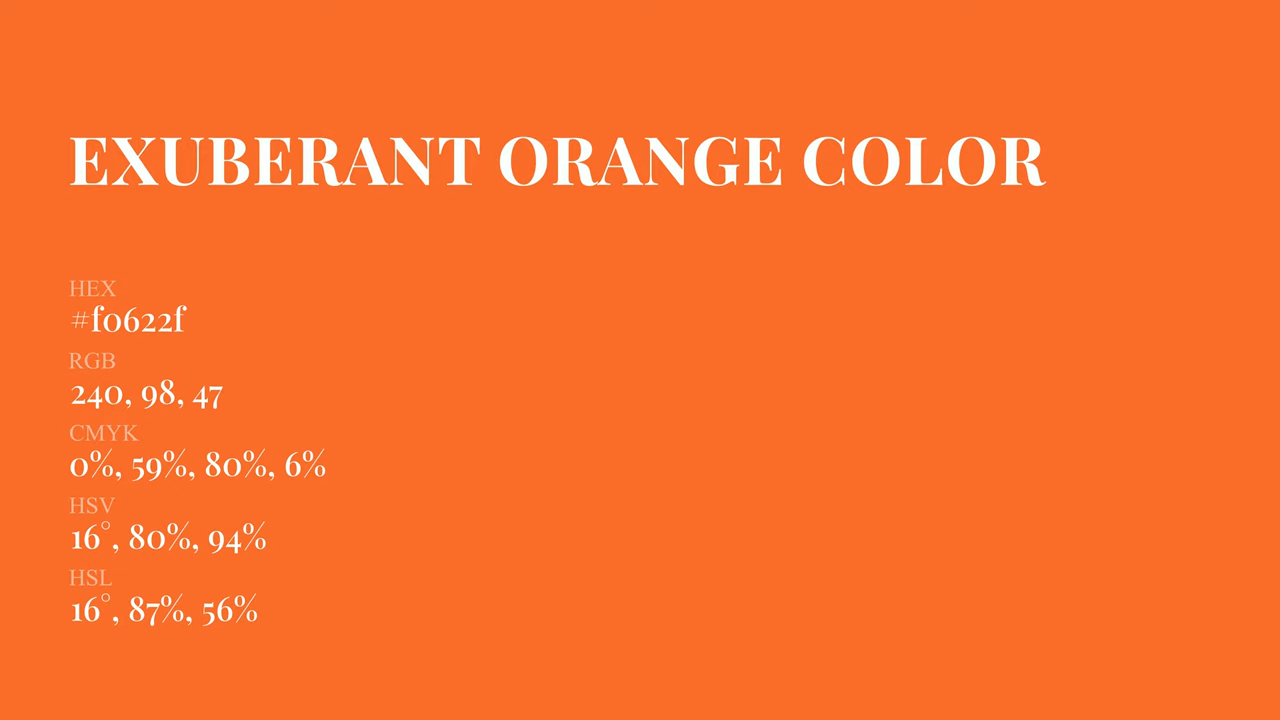 EXUBERANT ORANGE COLOR
HEX
#f0622f
RGB
240, 98, 47
CMYK
0%, 59%, 80%, 6%
HSV
16°, 80%, 94%
HSL
16°, 87%, 56%